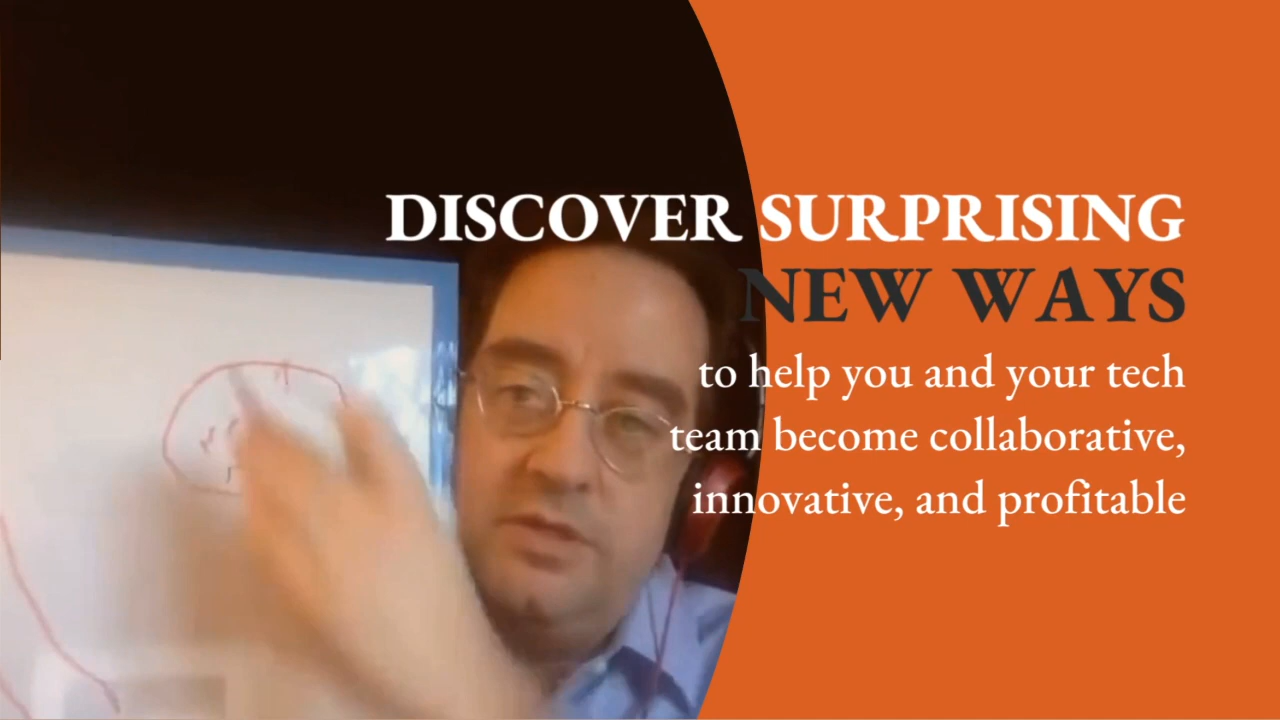 DISCOVER SURPRISING
NEW WAYS
to help you and your tech
team become collaborative,
innovative, and profitable